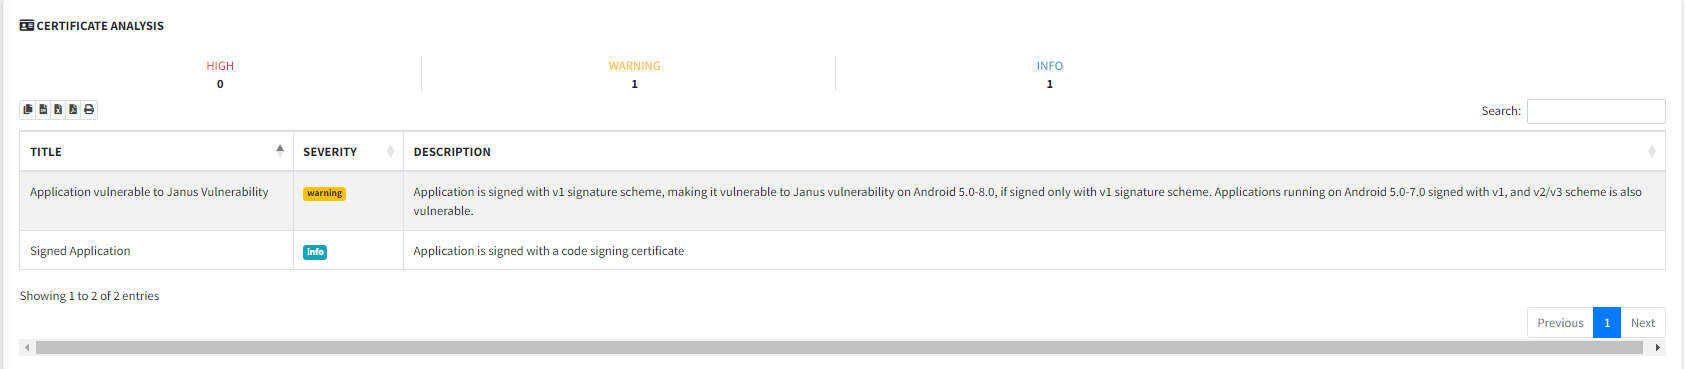 CERTIFICATE ANALYSIS
HIGH
0
WARNING
1
INFO
1
Search:
TITLE
SEVERITY
DESCRIPTION
Application vulnerable to Janus Vulnerability
warning
Application is signed with v1 signature scheme, making it vulnerable to Janus vulnerability on Android 5.0-8.0, if signed only with v1 signature scheme. Applications running on Android 5.0-7.0 signed with v1, and v2/v3 scheme is also
vulnerable.
Signed Application
info
Application is signed with a code signing certificate
Showing 1 to 2 of 2 entries
Previous
1
Next